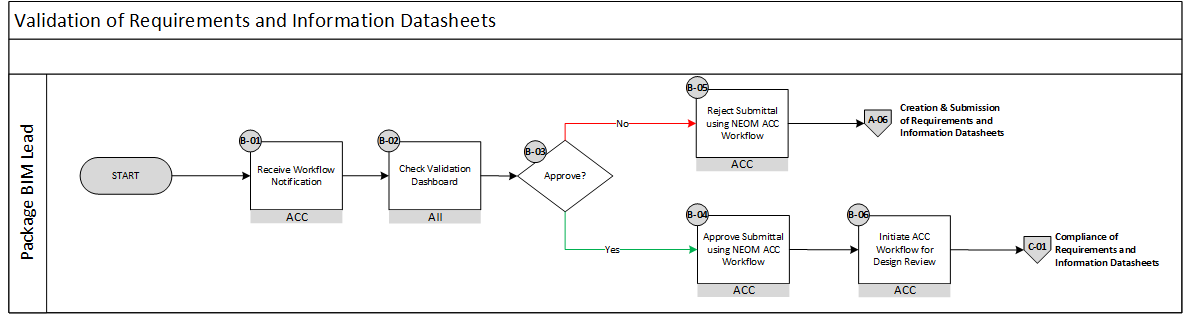 Validation of Requirements and Information Datasheets
Package BIM Lead
START
B-01
Receive Workflow
Notification
ACC
B-02
Check Validation
Dashboard
All
B-03
Approve?
No
B-05
Reject Submittal
using NEOM ACC
Workflow
ACC
A-06
Creation & Submission
of Requirements and
Information Datasheets
Yes
B-04
Approve Submittal
using NEOM ACC
Workflow
ACC
B-06
Initiate ACC
Workflow for
Design Review
ACC
C-01
Compliance of
Requirements and
Information Datasheets